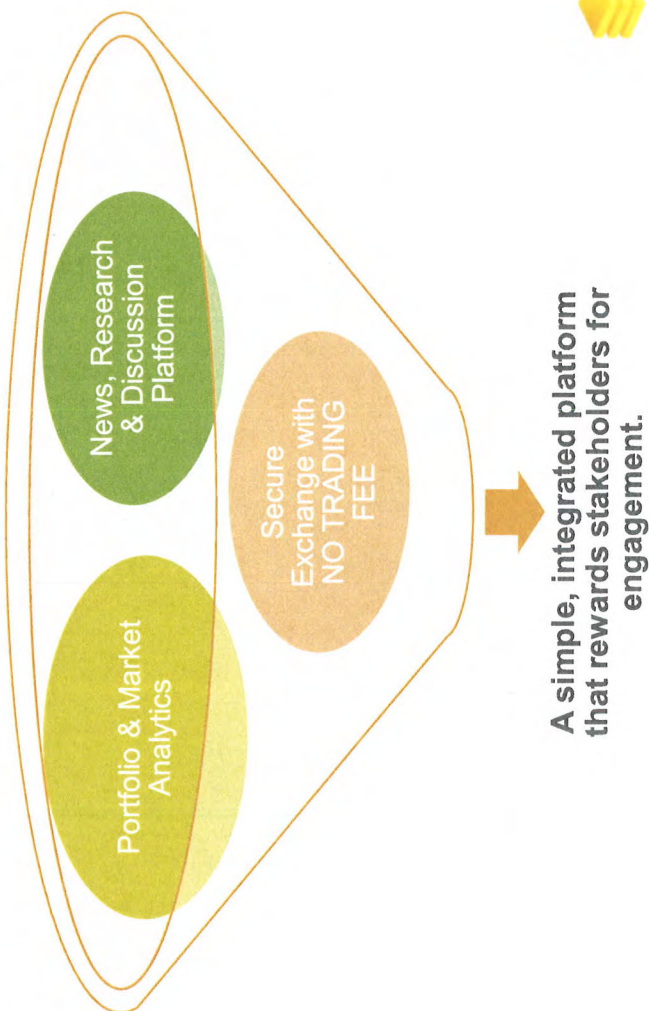 Portfolio & Market
Analytics
News, Research
& Discussion
Platform
Secure
Exchange with
NO TRADING
FEE
A simple, integrated platform
that rewards stakeholders for
engagement.